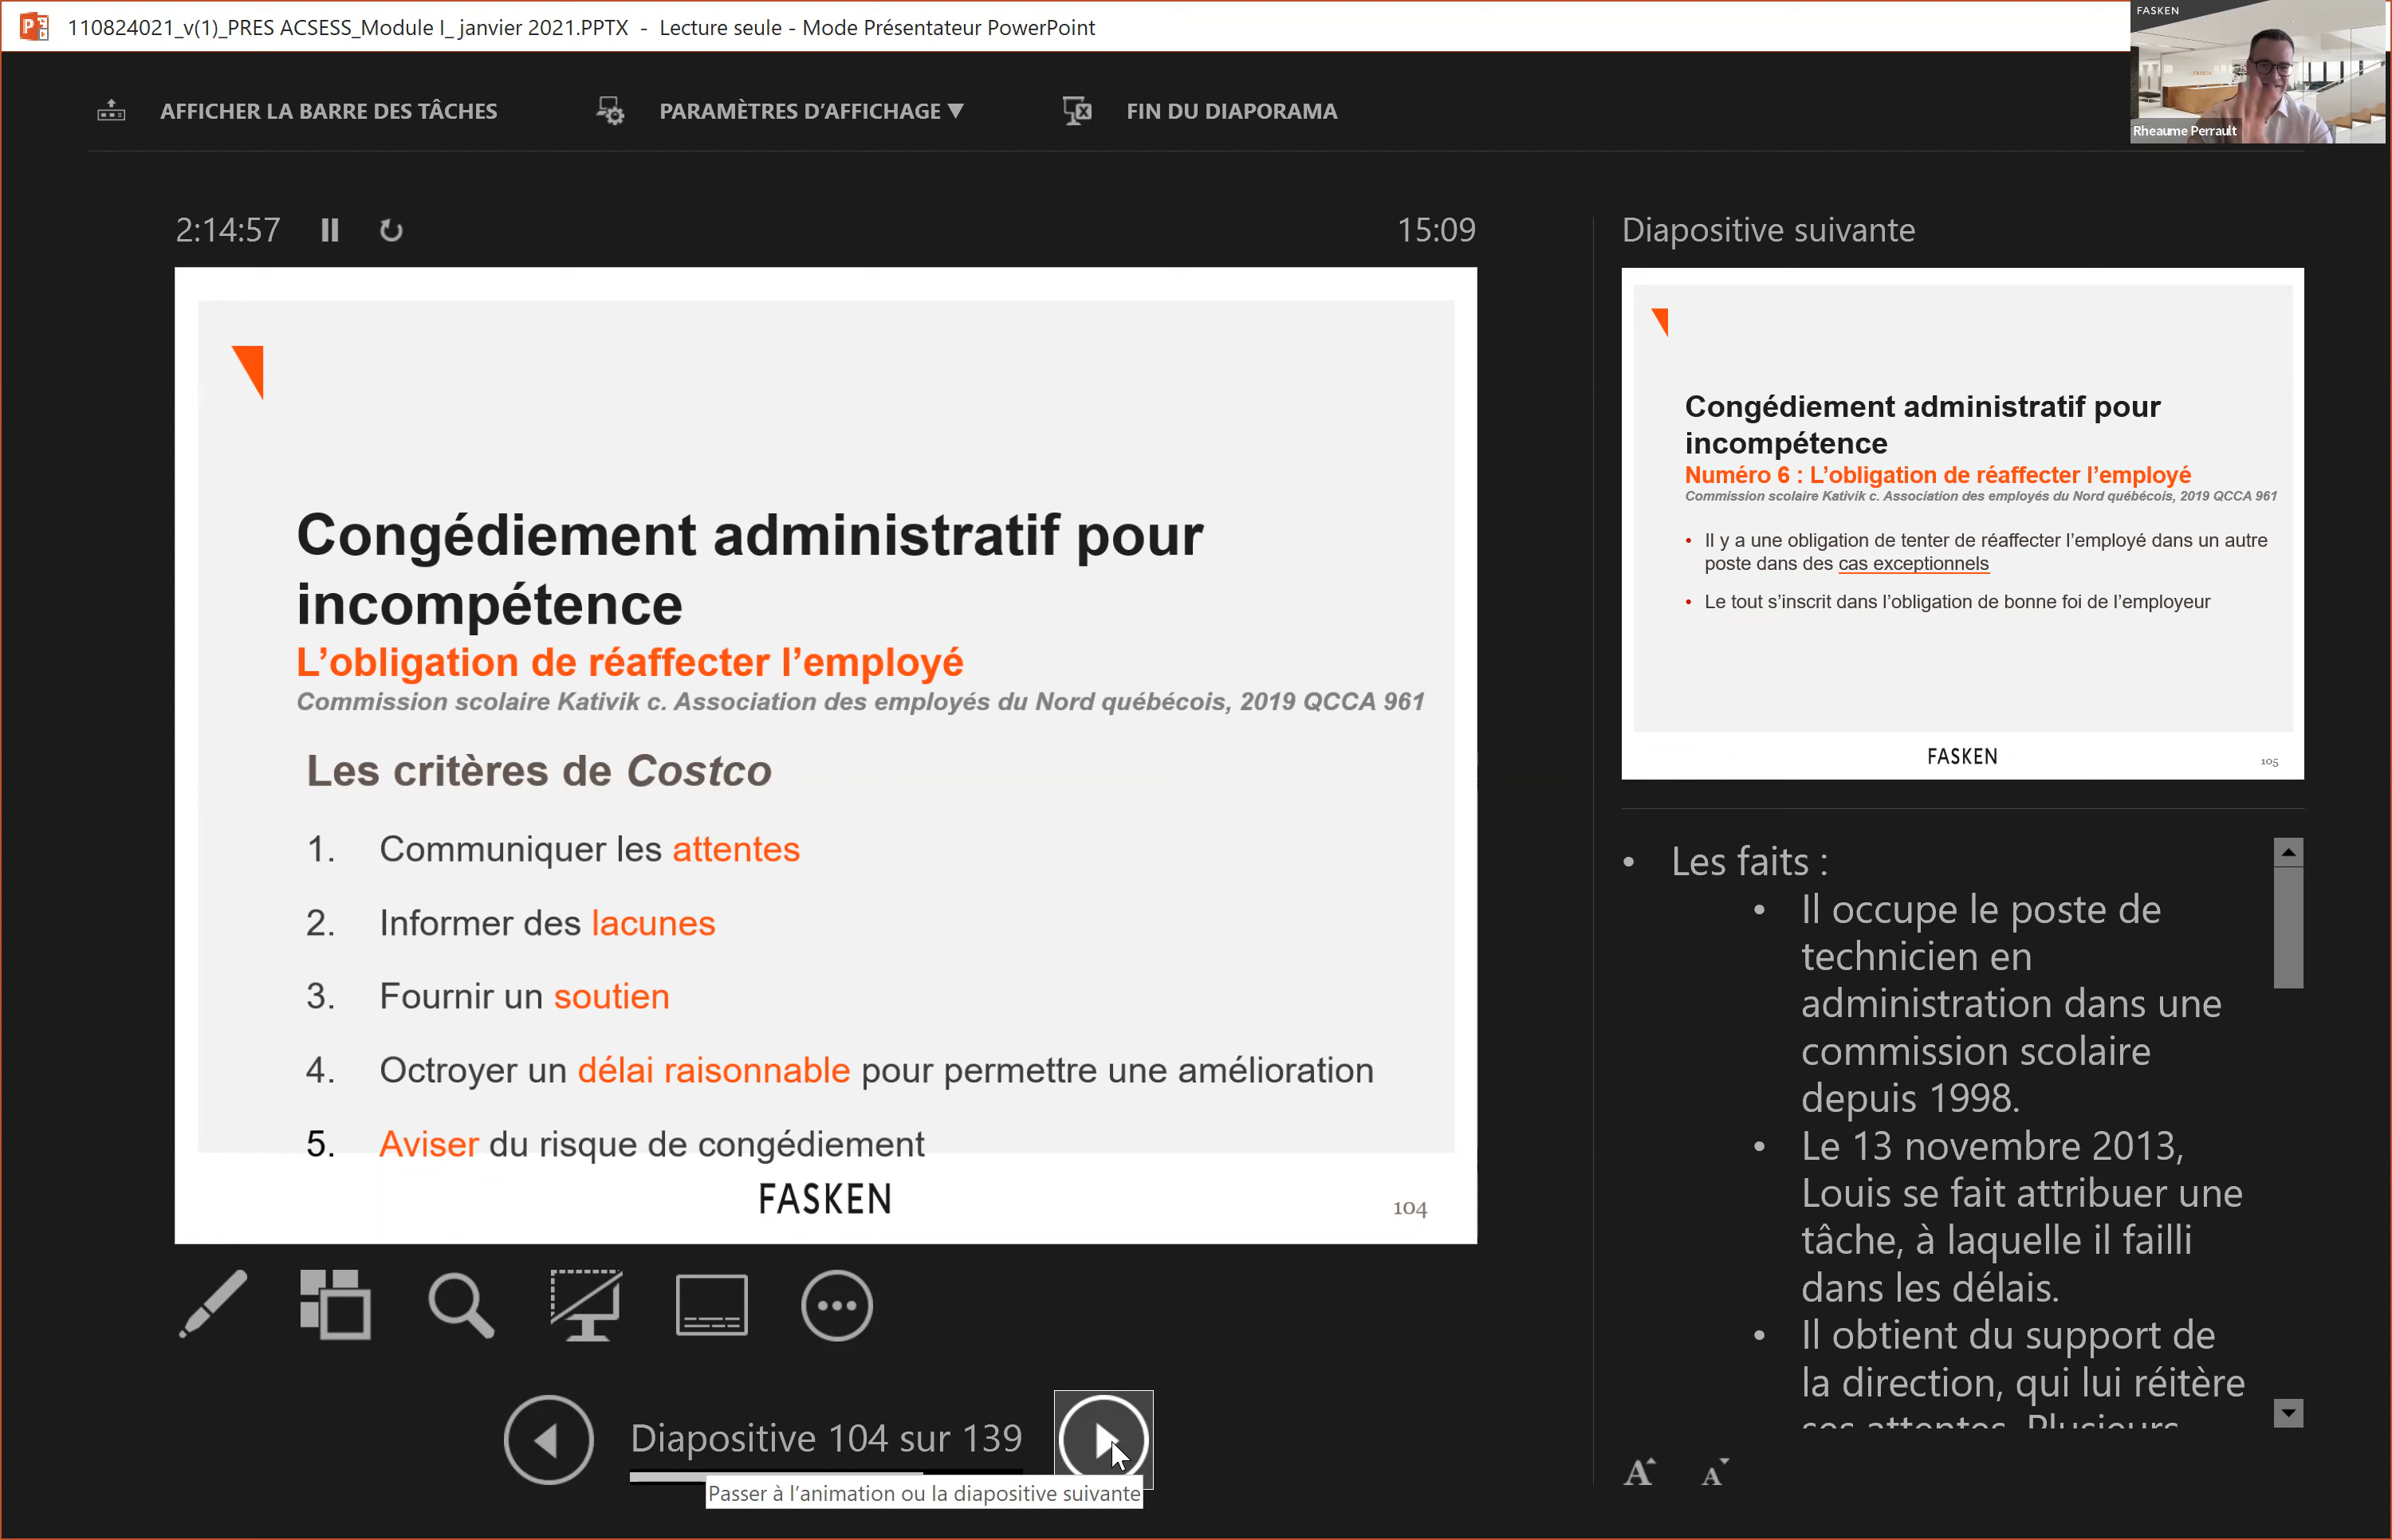 110824021_v(1)_PRES ACSESS_Module I_ janvier 2021.PPTX - Lecture seule - Mode Présentateur PowerPoint
FASKEN
Rheaume Perrault
AFFICHER LA BARRE DES TÂCHES
PARAMÈTRES D'AFFICHAGE ▼
FIN DU DIAPORAMA
2:14:57
15:09
Congédiement administratif pour
incompétence
L'obligation de réaffecter l'employé
Commission scolaire Kativik c. Association des employés du Nord québécois, 2019 QCCA 961
Les critères de Costco
1. Communiquer les attentes
2. Informer des lacunes
3. Fournir un soutien
4. Octroyer un délai raisonnable pour permettre une amélioration
5. Aviser du risque de congédiement
FASKEN
104
Diapositive 104 sur 139
Passer à l'animation ou la diapositive suivante
Diapositive suivante
Congédiement administratif pour
incompétence
Numéro 6 : L'obligation de réaffecter l'employé
Commission scolaire Kativik c. Association des employés du Nord québécois, 2019 QCCA 961
• Il y a une obligation de tenter de réaffecter l'employé dans un autre
poste dans des cas exceptionnels
• Le tout s'inscrit dans l'obligation de bonne foi de l'employeur
FASKEN
105
• Les faits :
• Il occupe le poste de
technicien en
administration dans une
commission scolaire
depuis 1998.
• Le 13 novembre 2013,
Louis se fait attribuer une
tâche, à laquelle il failli
dans les délais.
• Il obtient du support de
la direction, qui lui réitère
ses attentes. Plusieurs
A A